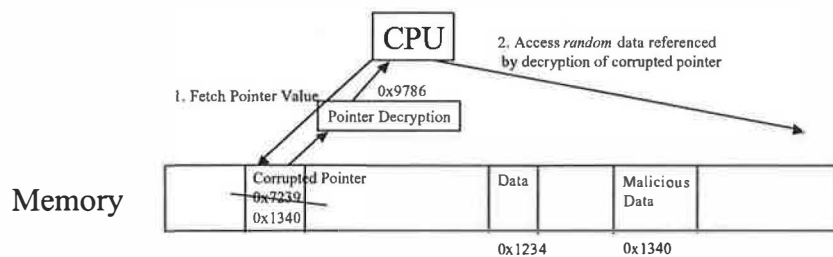 CPU
2. Access random data referenced
by decryption of corrupted pointer
1. Fetch Pointer Value
0x9786
Pointer Decryption
Memory
Corrupted Pointer
0x7239
0x1340
Data
Malicious
Data
0x1234
0x1340